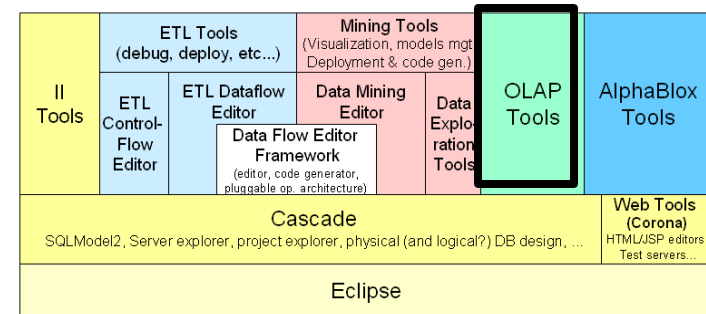 II
Tools
ETL Tools
(debug, deploy, etc...)
ETL
Control-
Flow
Editor
ETL Dataflow
Editor
Mining Tools
(Visualization, models mgt
Deployment & code gen.)
Data Mining
Editor
Data Flow Editor
Framework
(editor, code generator,
pluggable op. architecture)
Data
Explo-
ration
Tools
OLAP
Tools
AlphaBlox
Tools
Cascade
SQLModel2, Server explorer, project explorer, physical (and logical?) DB design, ...
Web Tools
(Corona)
HTML/JSP editors
Test servers...
Eclipse